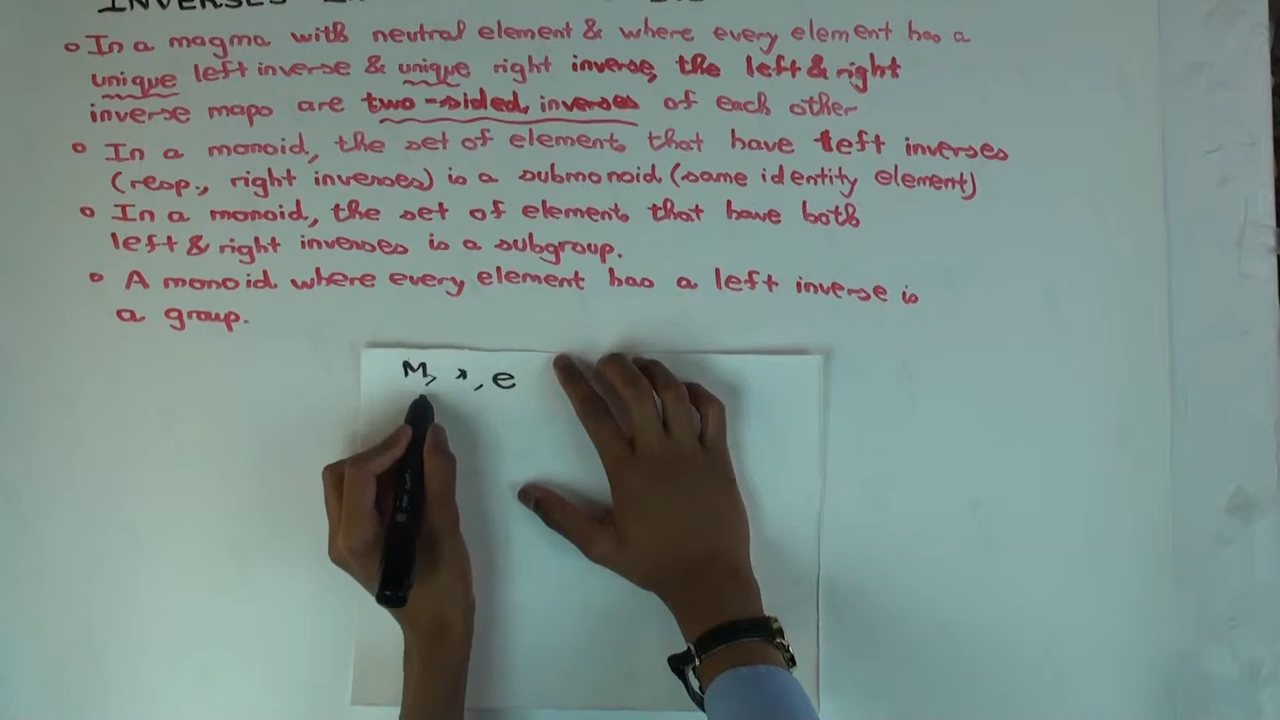 INVERSES
o In a magma with neutral element & where every element has a
unique left inverse & unique right inverse, the left & right
inverse maps are two-sided inverses of each other
o In a monoid, the set of elements that have left inverses
(resp., right inverses) is a submonoid (same identity element)
o In a monoid, the set of elements that have both
left & right inverses is a subgroup.
o A monoid where every element has a left inverse is
a group.
M, *, e